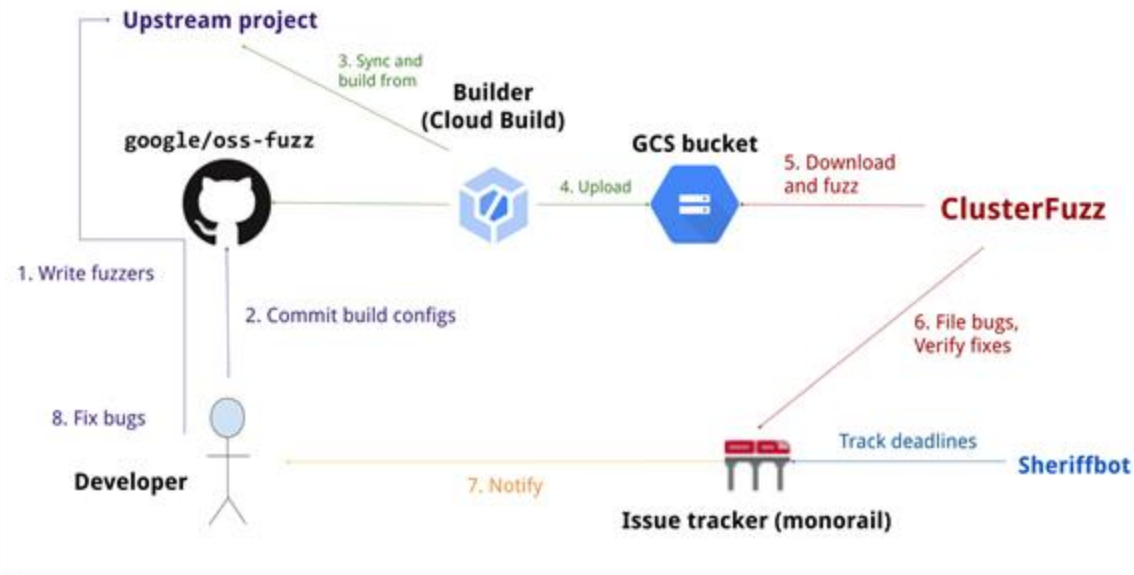 Upstream project
3. Sync and
build from
Builder
(Cloud Build)
google/oss-fuzz
GCS bucket
5. Download
and fuzz
4. Upload
ClusterFuzz
1. Write fuzzers
2. Commit build configs
6. File bugs,
Verify fixes
8. Fix bugs
Developer
7. Notify
Track deadlines
Sheriffbot
Issue tracker (monorail)